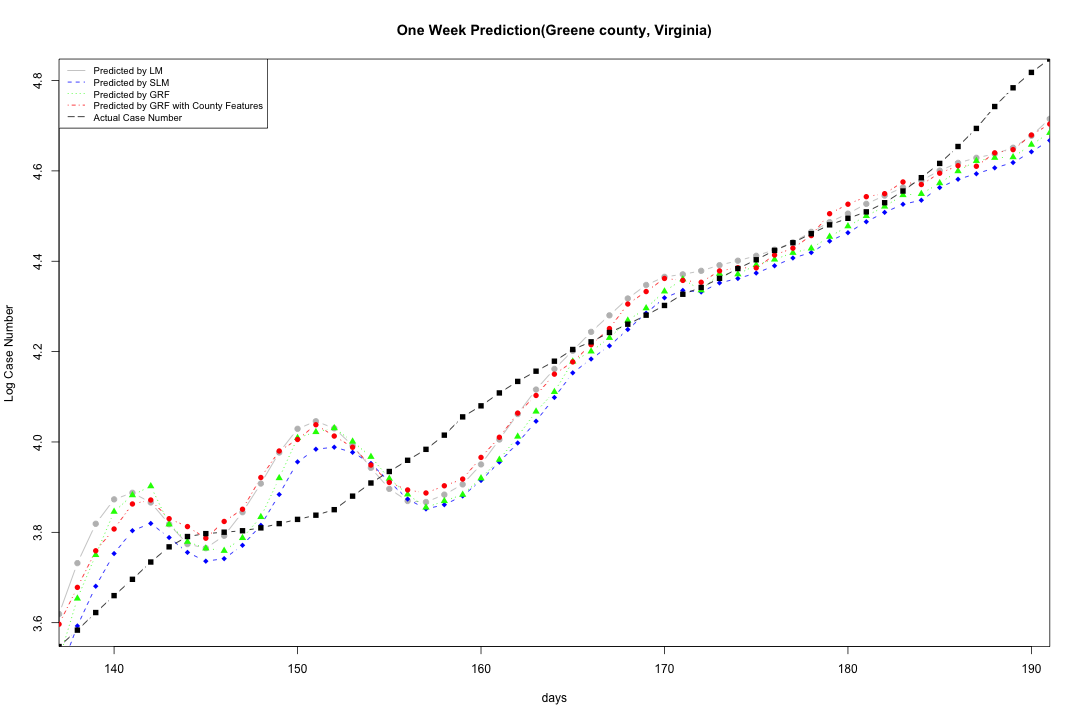 One Week Prediction(Greene county, Virginia)
Predicted by LM
Predicted by SLM
Predicted by GRF
Predicted by GRF with County Features
Actual Case Number
Log Case Number
4.8
4.6
4.4
4.2
4.0
3.8
3.6
140 150 160 170 180 190
days